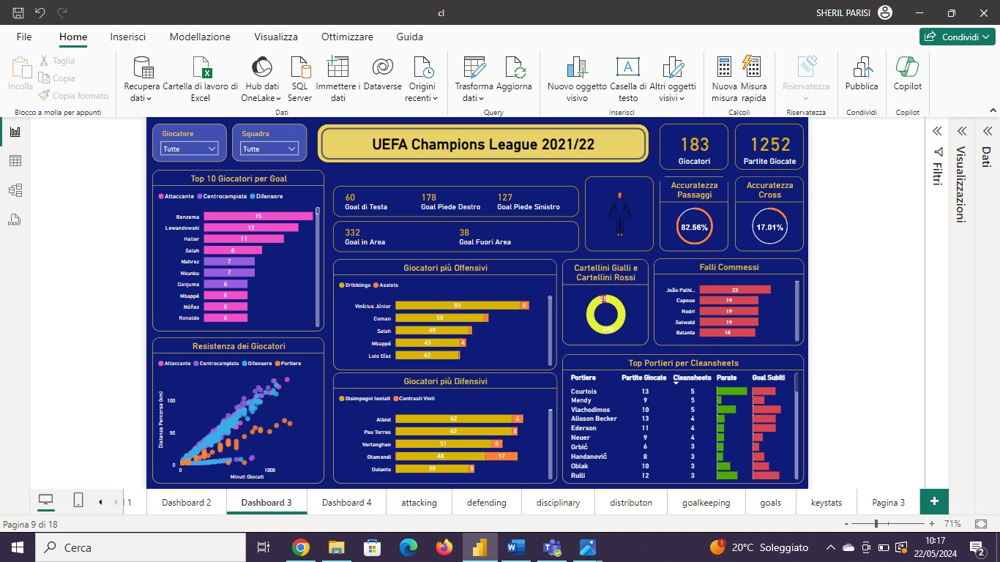 cl
SHERIL PARISI
File Home Inserisci Modellazione Visualizza Ottimizzare Guida
Condividi
Incolla
Taglia
Copia
Copia formato
Blocco a molla per appunti
Recupera dati
Cartella di lavoro di Excel
Hub dati OneLake
SQL Server
Immettere i dati
Dataverse
Origini recenti
Dati
Trasforma dati
Aggiorna
Query
Nuovo oggetto visivo
Casella di testo
Altri oggetti visivi
Inserisci
Nuova misura
Misura rapida
Calcoli
Riservatezza
Riservatezza
Pubblica
Condividi
Copilot
Copilot
Giocatore
Tutte
Squadra
Tutte
UEFA Champions League 2021/22
183
Giocatori
1252
Partite Giocate
Top 10 Giocatori per Goal
Attaccante Centrocampista Difensore
Benzema 15
Lewandowski 13
Haller 11
Salah 8
Mahrez 7
Nkunku 7
Danjuma 6
Mbappé 6
Núñez 6
Ronaldo 6
60
Goal di Testa
178
Goal Piede Destro
127
Goal Piede Sinistro
332
Goal in Area
38
Goal Fuori Area
Accuratezza Passaggi
82.56%
Accuratezza Cross
17.01%
Giocatori più Offensivi
Dribblings Assists
Vinícius Júnior 83 6
Coman 59
Salah 49
Mbappé 43 4
Luis Díaz 42
Cartellini Gialli e
Cartellini Rossi
Falli Commessi
João Palhi... 23
Capoue 19
Rodri 19
Seiwald 19
Balanta 18
Resistenza dei Giocatori
Attaccante Centrocampista Difensore Portiere
Distanza Percorsa (km)
100
50
0
0 1000
Minuti Giocati
Giocatori più Difensivi
Disimpegni tentati Contrasti Vinti
Albiol 62 6
Pau Torres 62 3
Vertonghen 51 6
Otamendi 48 17
Dulanto 39 3
Top Portieri per Cleansheets
Portiere Partite Giocate Cleansheets Parate Goal Subiti
Courtois 13 5
Mendy 9 5
Vlachodimos 10 5
Alisson Becker 13 4
Ederson 11 4
Neuer 9 4
Grbić 6 3
Handanovič 8 3
Oblak 10 3
Rulli 12 3
Filtri
Visualizzazioni
Dati
1 Dashboard 2 Dashboard 3 Dashboard 4 attacking defending disciplinary distributon goalkeeping goals keystats Pagina 3
Pagina 9 di 18
71%
Cerca
20°C Soleggiato
10:17
22/05/2024